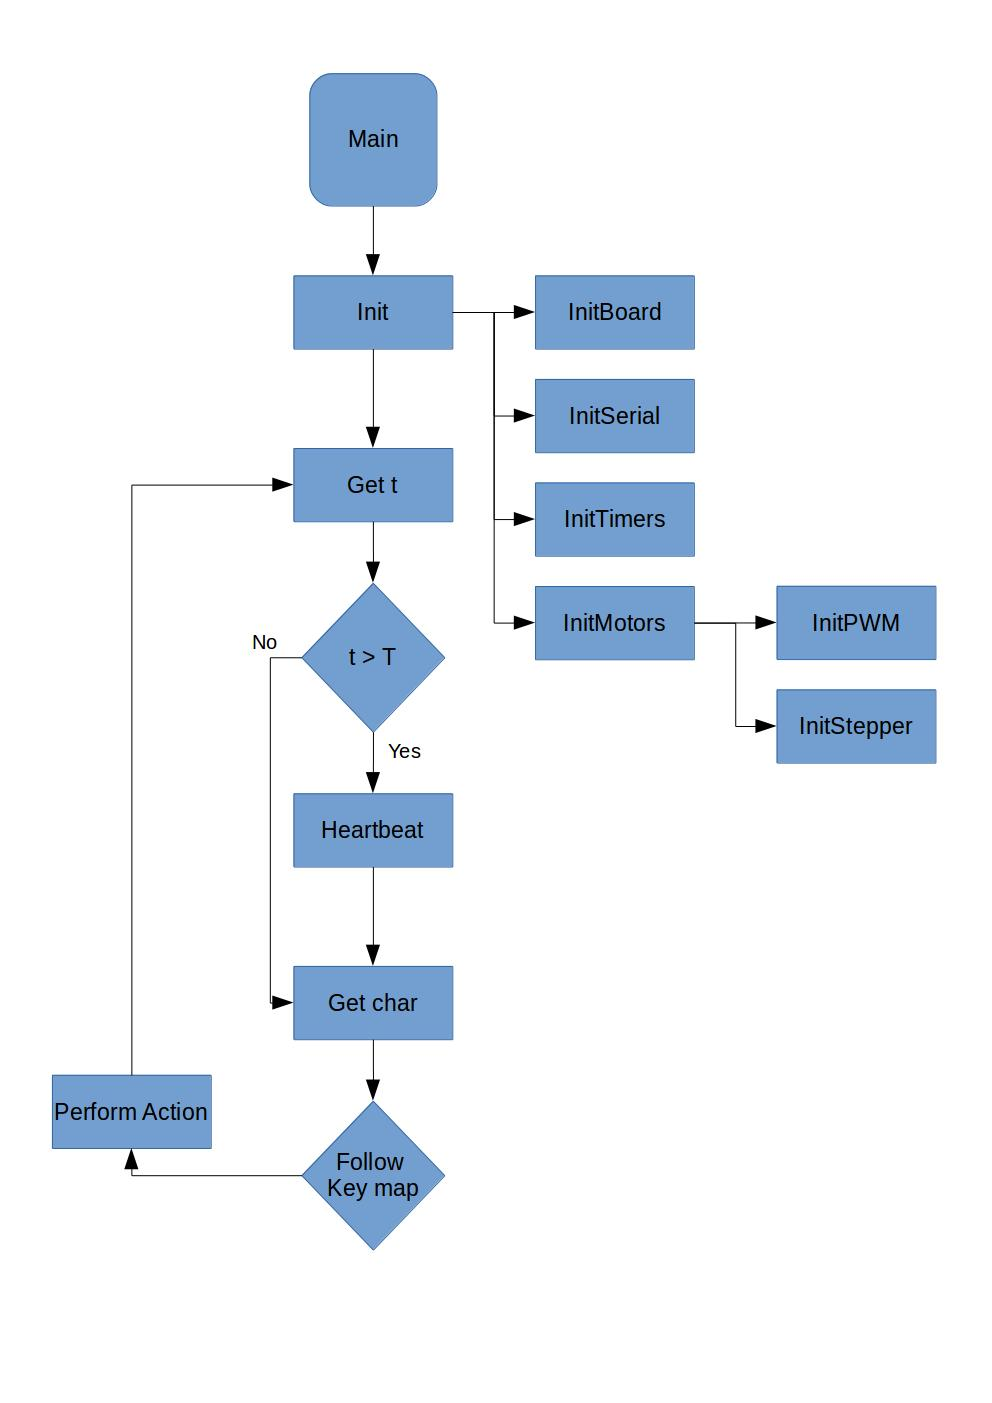 Main
Init
InitBoard
InitSerial
Get t
InitTimers
InitMotors
InitPWM
No
t > T
InitStepper
Yes
Heartbeat
Get char
Perform Action
Follow
Key map